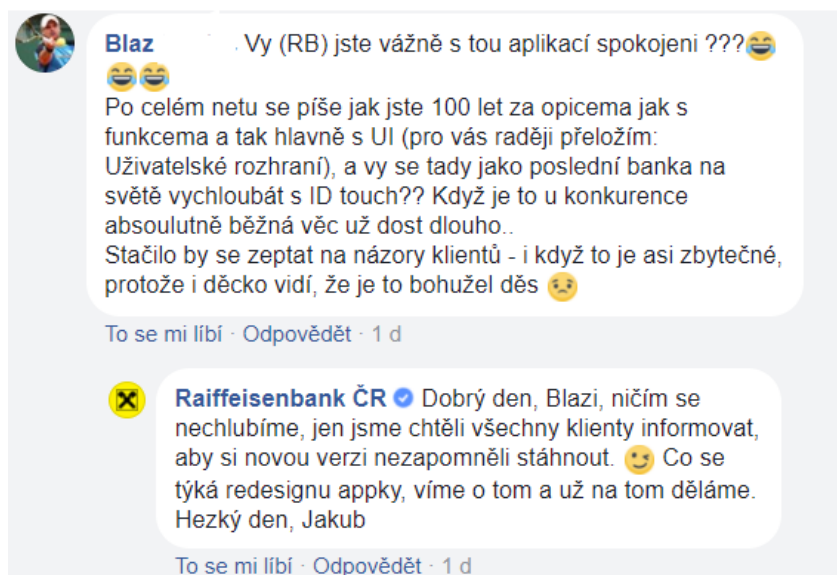 Blaz Vy (RB) jste vážně s tou aplikací spokojeni ???😂
😂😂
Po celém netu se píše jak jste 100 let za opicema jak s
funkcema a tak hlavně s UI (pro vás raději přeložím:
Uživatelské rozhraní), a vy se tady jako poslední banka na
světě vychloubát s ID touch?? Když je to u konkurence
absoulutně běžná věc už dost dlouho..
Stačilo by se zeptat na názory klientů - i když to je asi zbytečné,
protože i děcko vidí, že je to bohužel děs 😟
To se mi líbí · Odpovědět · 1 d
Raiffeisenbank ČR Dobrý den, Blazi, ničím se
nechlubíme, jen jsme chtěli všechny klienty informovat,
aby si novou verzi nezapomněli stáhnout. 😉 Co se
týká redesignu appky, víme o tom a už na tom děláme.
Hezký den, Jakub
To se mi líbí · Odpovědět · 1 d